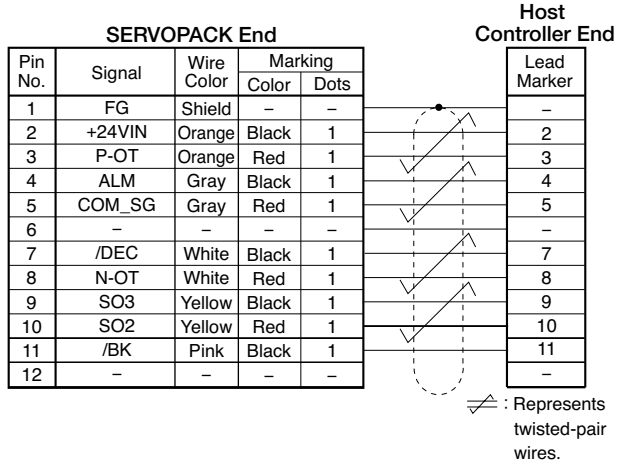 SERVOPACK End
Host
Controller End
Pin No. Signal Wire Color Marking Color Dots Lead Marker
1 FG Shield – – –
2 +24VIN Orange Black 1 2
3 P-OT Orange Red 1 3
4 ALM Gray Black 1 4
5 COM_SG Gray Red 1 5
6 – – – – –
7 /DEC White Black 1 7
8 N-OT White Red 1 8
9 SO3 Yellow Black 1 9
10 SO2 Yellow Red 1 10
11 /BK Pink Black 1 11
12 – – – – –
: Represents
twisted-pair
wires.